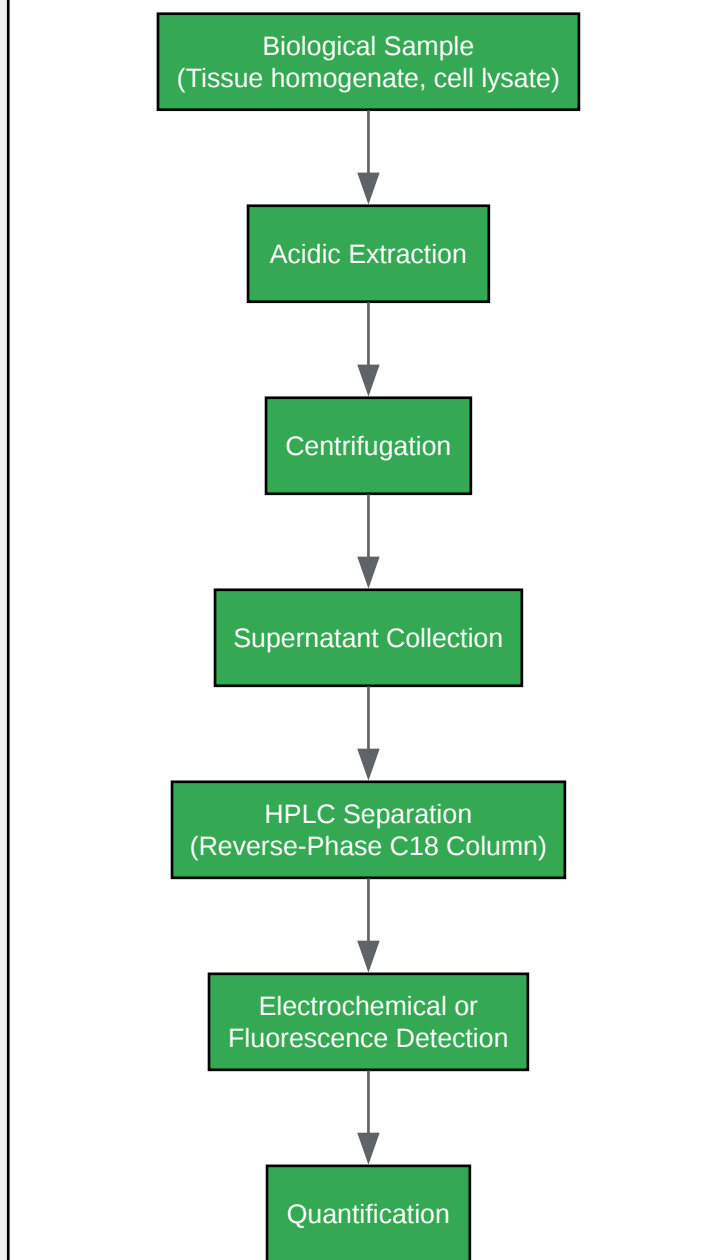 Biological Sample
(Tissue homogenate, cell lysate)
Acidic Extraction
Centrifugation
Supernatant Collection
HPLC Separation
(Reverse-Phase C18 Column)
Electrochemical or
Fluorescence Detection
Quantification